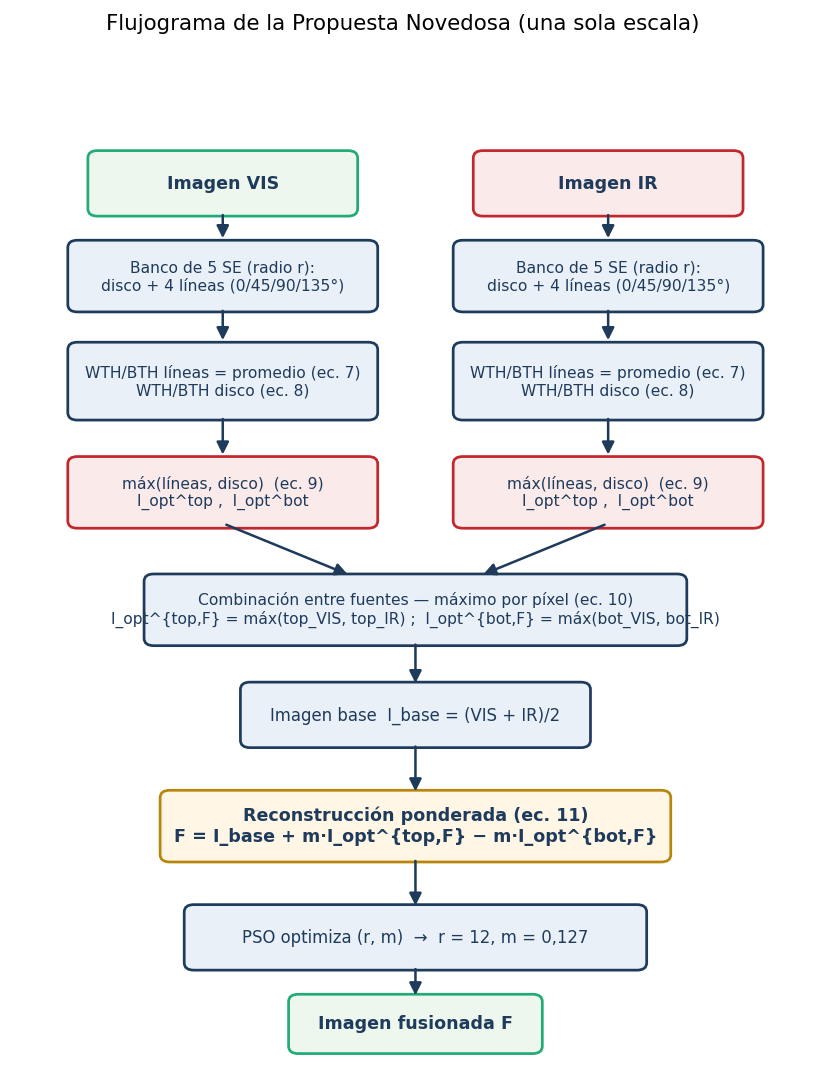 Flujograma de la Propuesta Novedosa (una sola escala)
Imagen VIS
Imagen IR
Banco de 5 SE (radio r):
disco + 4 líneas (0/45/90/135°)
Banco de 5 SE (radio r):
disco + 4 líneas (0/45/90/135°)
WTH/BTH líneas = promedio (ec. 7)
WTH/BTH disco (ec. 8)
WTH/BTH líneas = promedio (ec. 7)
WTH/BTH disco (ec. 8)
máx(líneas, disco)  (ec. 9)
I_opt^top ,  I_opt^bot
máx(líneas, disco)  (ec. 9)
I_opt^top ,  I_opt^bot
Combinación entre fuentes — máximo por píxel (ec. 10)
I_opt^{top,F} = máx(top_VIS, top_IR) ;  I_opt^{bot,F} = máx(bot_VIS, bot_IR)
Imagen base  I_base = (VIS + IR)/2
Reconstrucción ponderada (ec. 11)
F = I_base + m·I_opt^{top,F} − m·I_opt^{bot,F}
PSO optimiza (r, m)  →  r = 12, m = 0,127
Imagen fusionada F